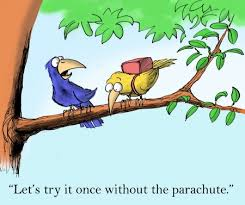 “Let’s try it once without the parachute.”